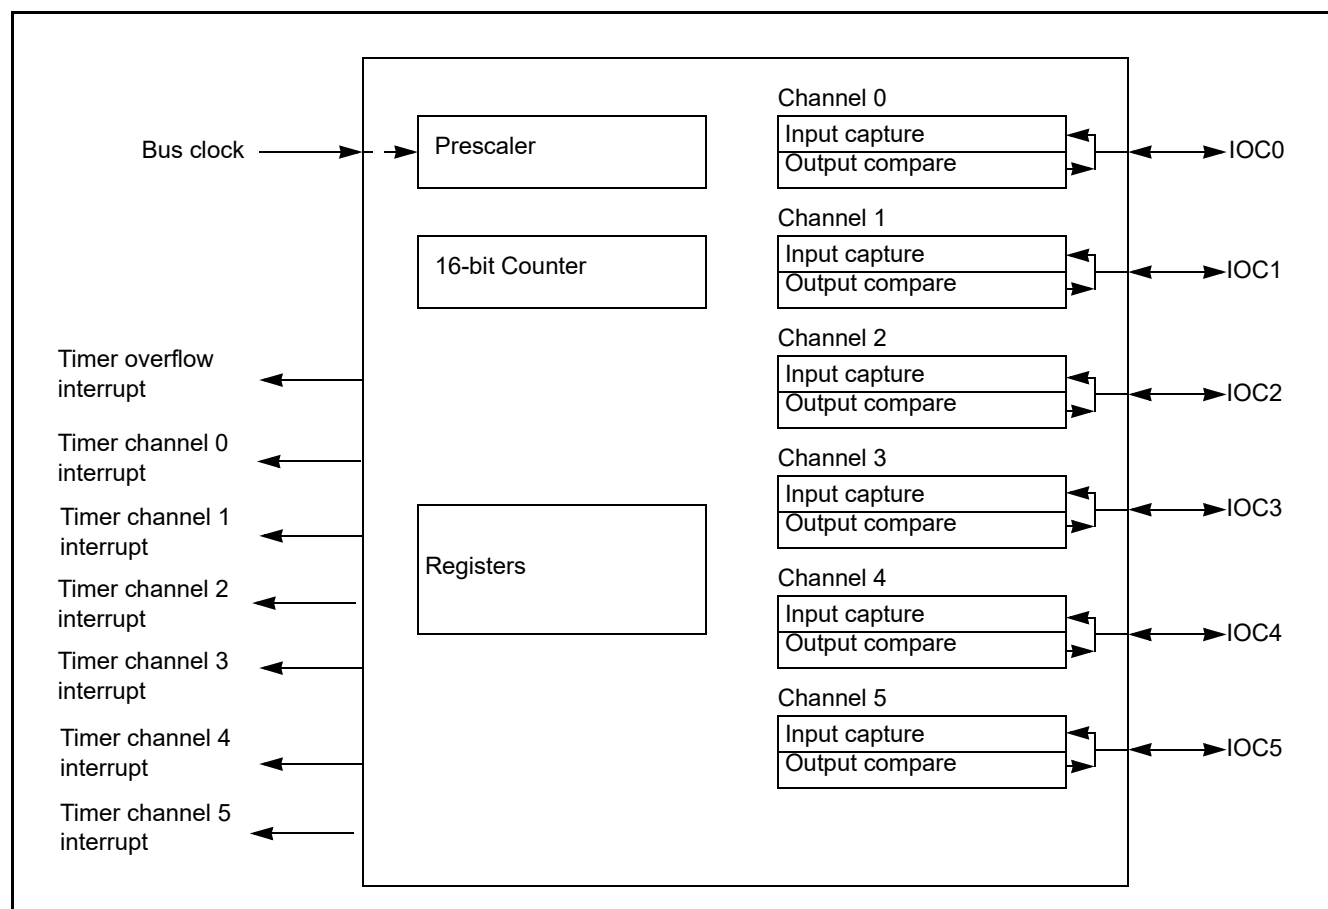 Bus clock
Timer overflow
interrupt
Timer channel 0
interrupt
Timer channel 1
interrupt
Timer channel 2
interrupt
Timer channel 3
interrupt
Timer channel 4
interrupt
Timer channel 5
interrupt
Prescaler
16-bit Counter
Registers
Channel 0
Input capture
Output compare
IOC0
Channel 1
Input capture
Output compare
IOC1
Channel 2
Input capture
Output compare
IOC2
Channel 3
Input capture
Output compare
IOC3
Channel 4
Input capture
Output compare
IOC4
Channel 5
Input capture
Output compare
IOC5